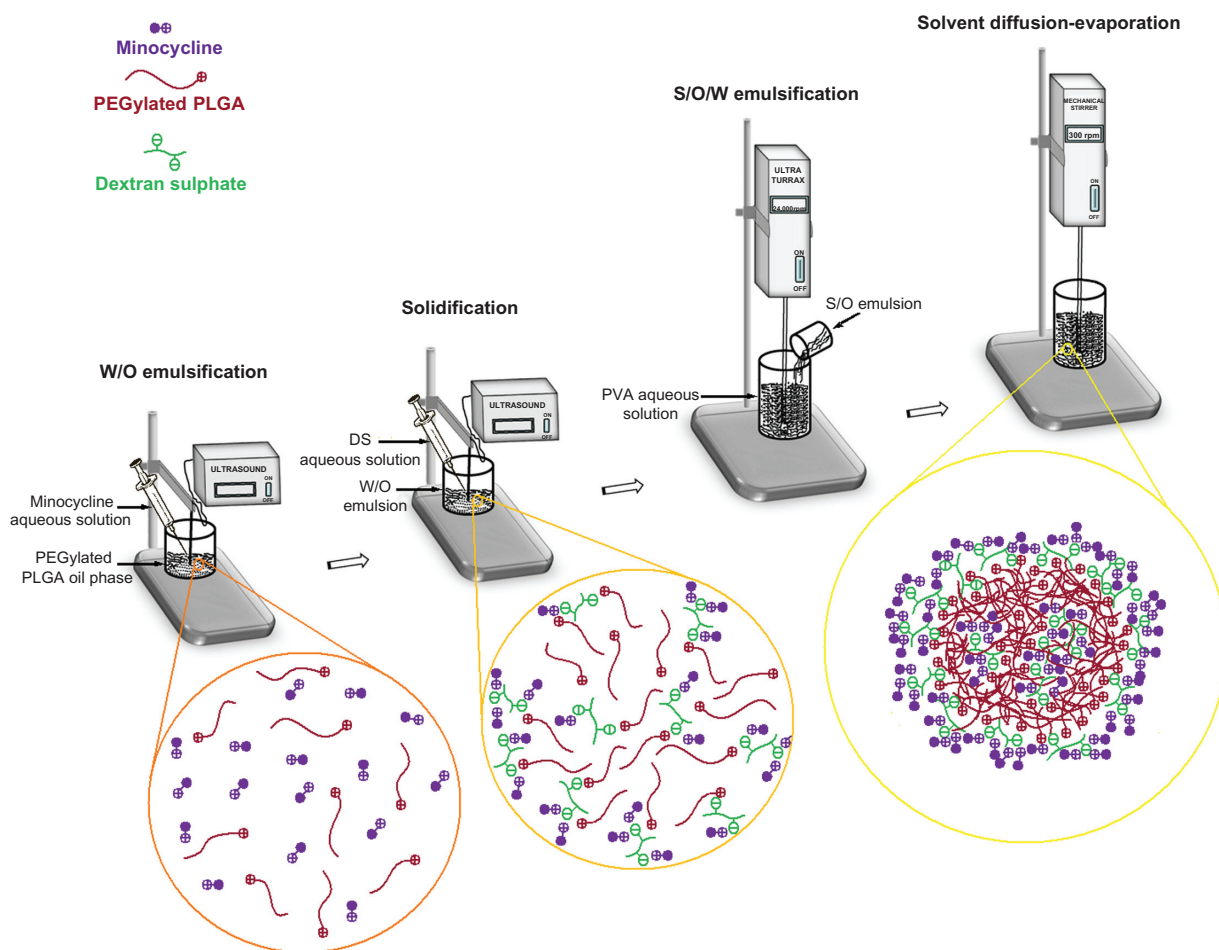 Minocycline
PEGylated PLGA
Dextran sulphate
W/O emulsification
ULTRASOUND
ON
OFF
Minocycline
aqueous solution
PEGylated
PLGA oil phase
Solidification
ULTRASOUND
ON
OFF
DS
aqueous solution
W/O
emulsion
S/O/W emulsification
ULTRA
TURRAX
24,000rpm
ON
OFF
S/O emulsion
PVA aqueous
solution
Solvent diffusion-evaporation
MECHANICAL
STIRRER
300 rpm
ON
OFF